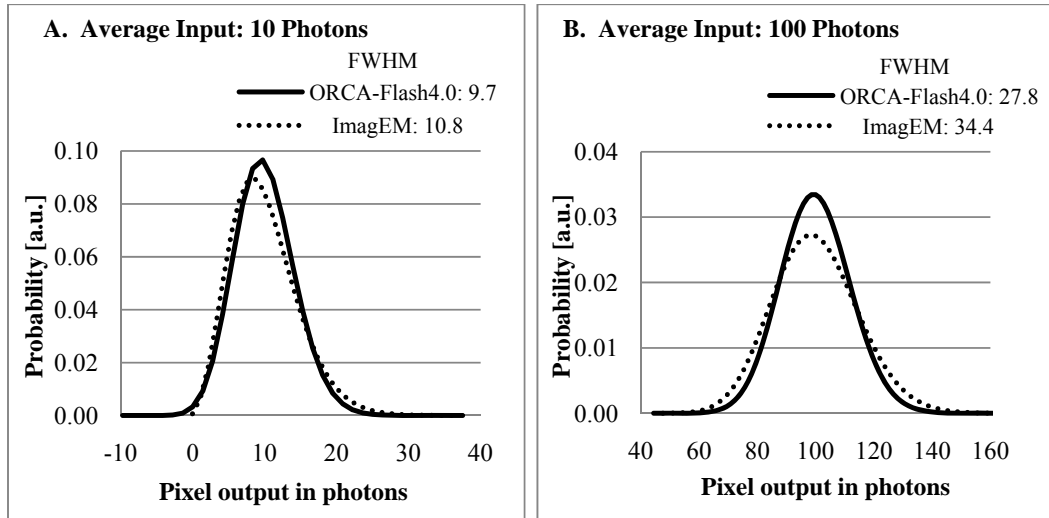 A. Average Input: 10 Photons
FWHM
ORCA-Flash4.0: 9.7
ImagEM: 10.8
Probability [a.u.]
0.10
0.08
0.06
0.04
0.02
0.00
-10 0 10 20 30 40
Pixel output in photons
B. Average Input: 100 Photons
FWHM
ORCA-Flash4.0: 27.8
ImagEM: 34.4
Probability [a.u.]
0.04
0.03
0.02
0.01
0.00
40 60 80 100 120 140 160
Pixel output in photons